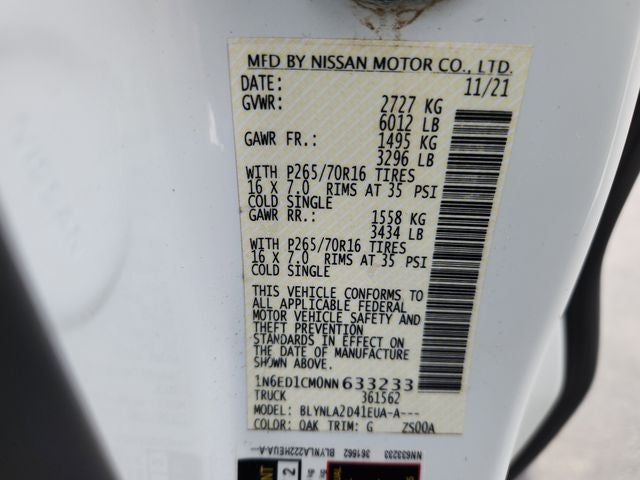 MFD BY NISSAN MOTOR CO., LTD.
DATE: 11/21
GVWR: 2727 KG
6012 LB
GAWR FR.: 1495 KG
3296 LB
WITH P265/70R16 TIRES
16 X 7.0 RIMS AT 35 PSI
COLD SINGLE
GAWR RR.: 1558 KG
3434 LB
WITH P265/70R16 TIRES
16 X 7.0 RIMS AT 35 PSI
COLD SINGLE
THIS VEHICLE CONFORMS TO
ALL APPLICABLE FEDERAL
MOTOR VEHICLE SAFETY AND
THEFT PREVENTION
STANDARDS IN EFFECT ON
THE DATE OF MANUFACTURE
SHOWN ABOVE.
1N6ED1CM0NN633233
TRUCK 361562
MODEL: BLYNLA2D41EUA-A---
COLOR: QAK TRIM: G ZS00A
NN633233 361562
2